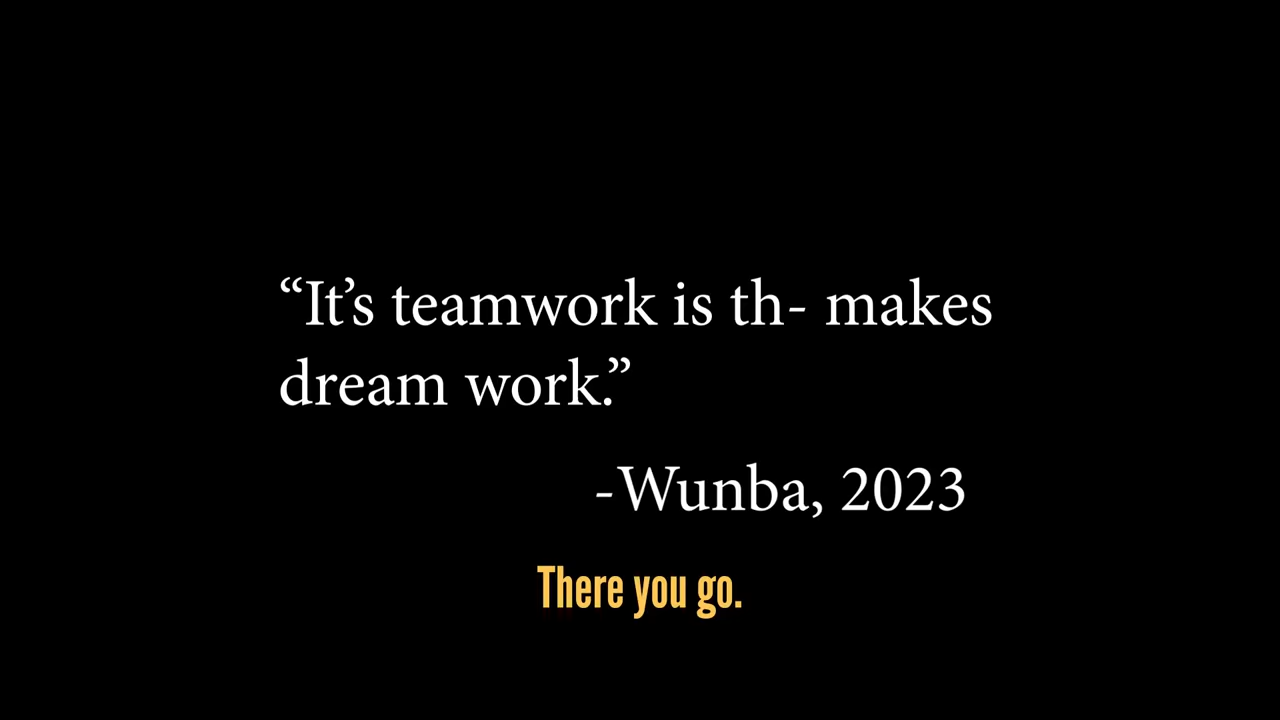 “It’s teamwork is th- makes
dream work.”
-Wunba, 2023
There you go.